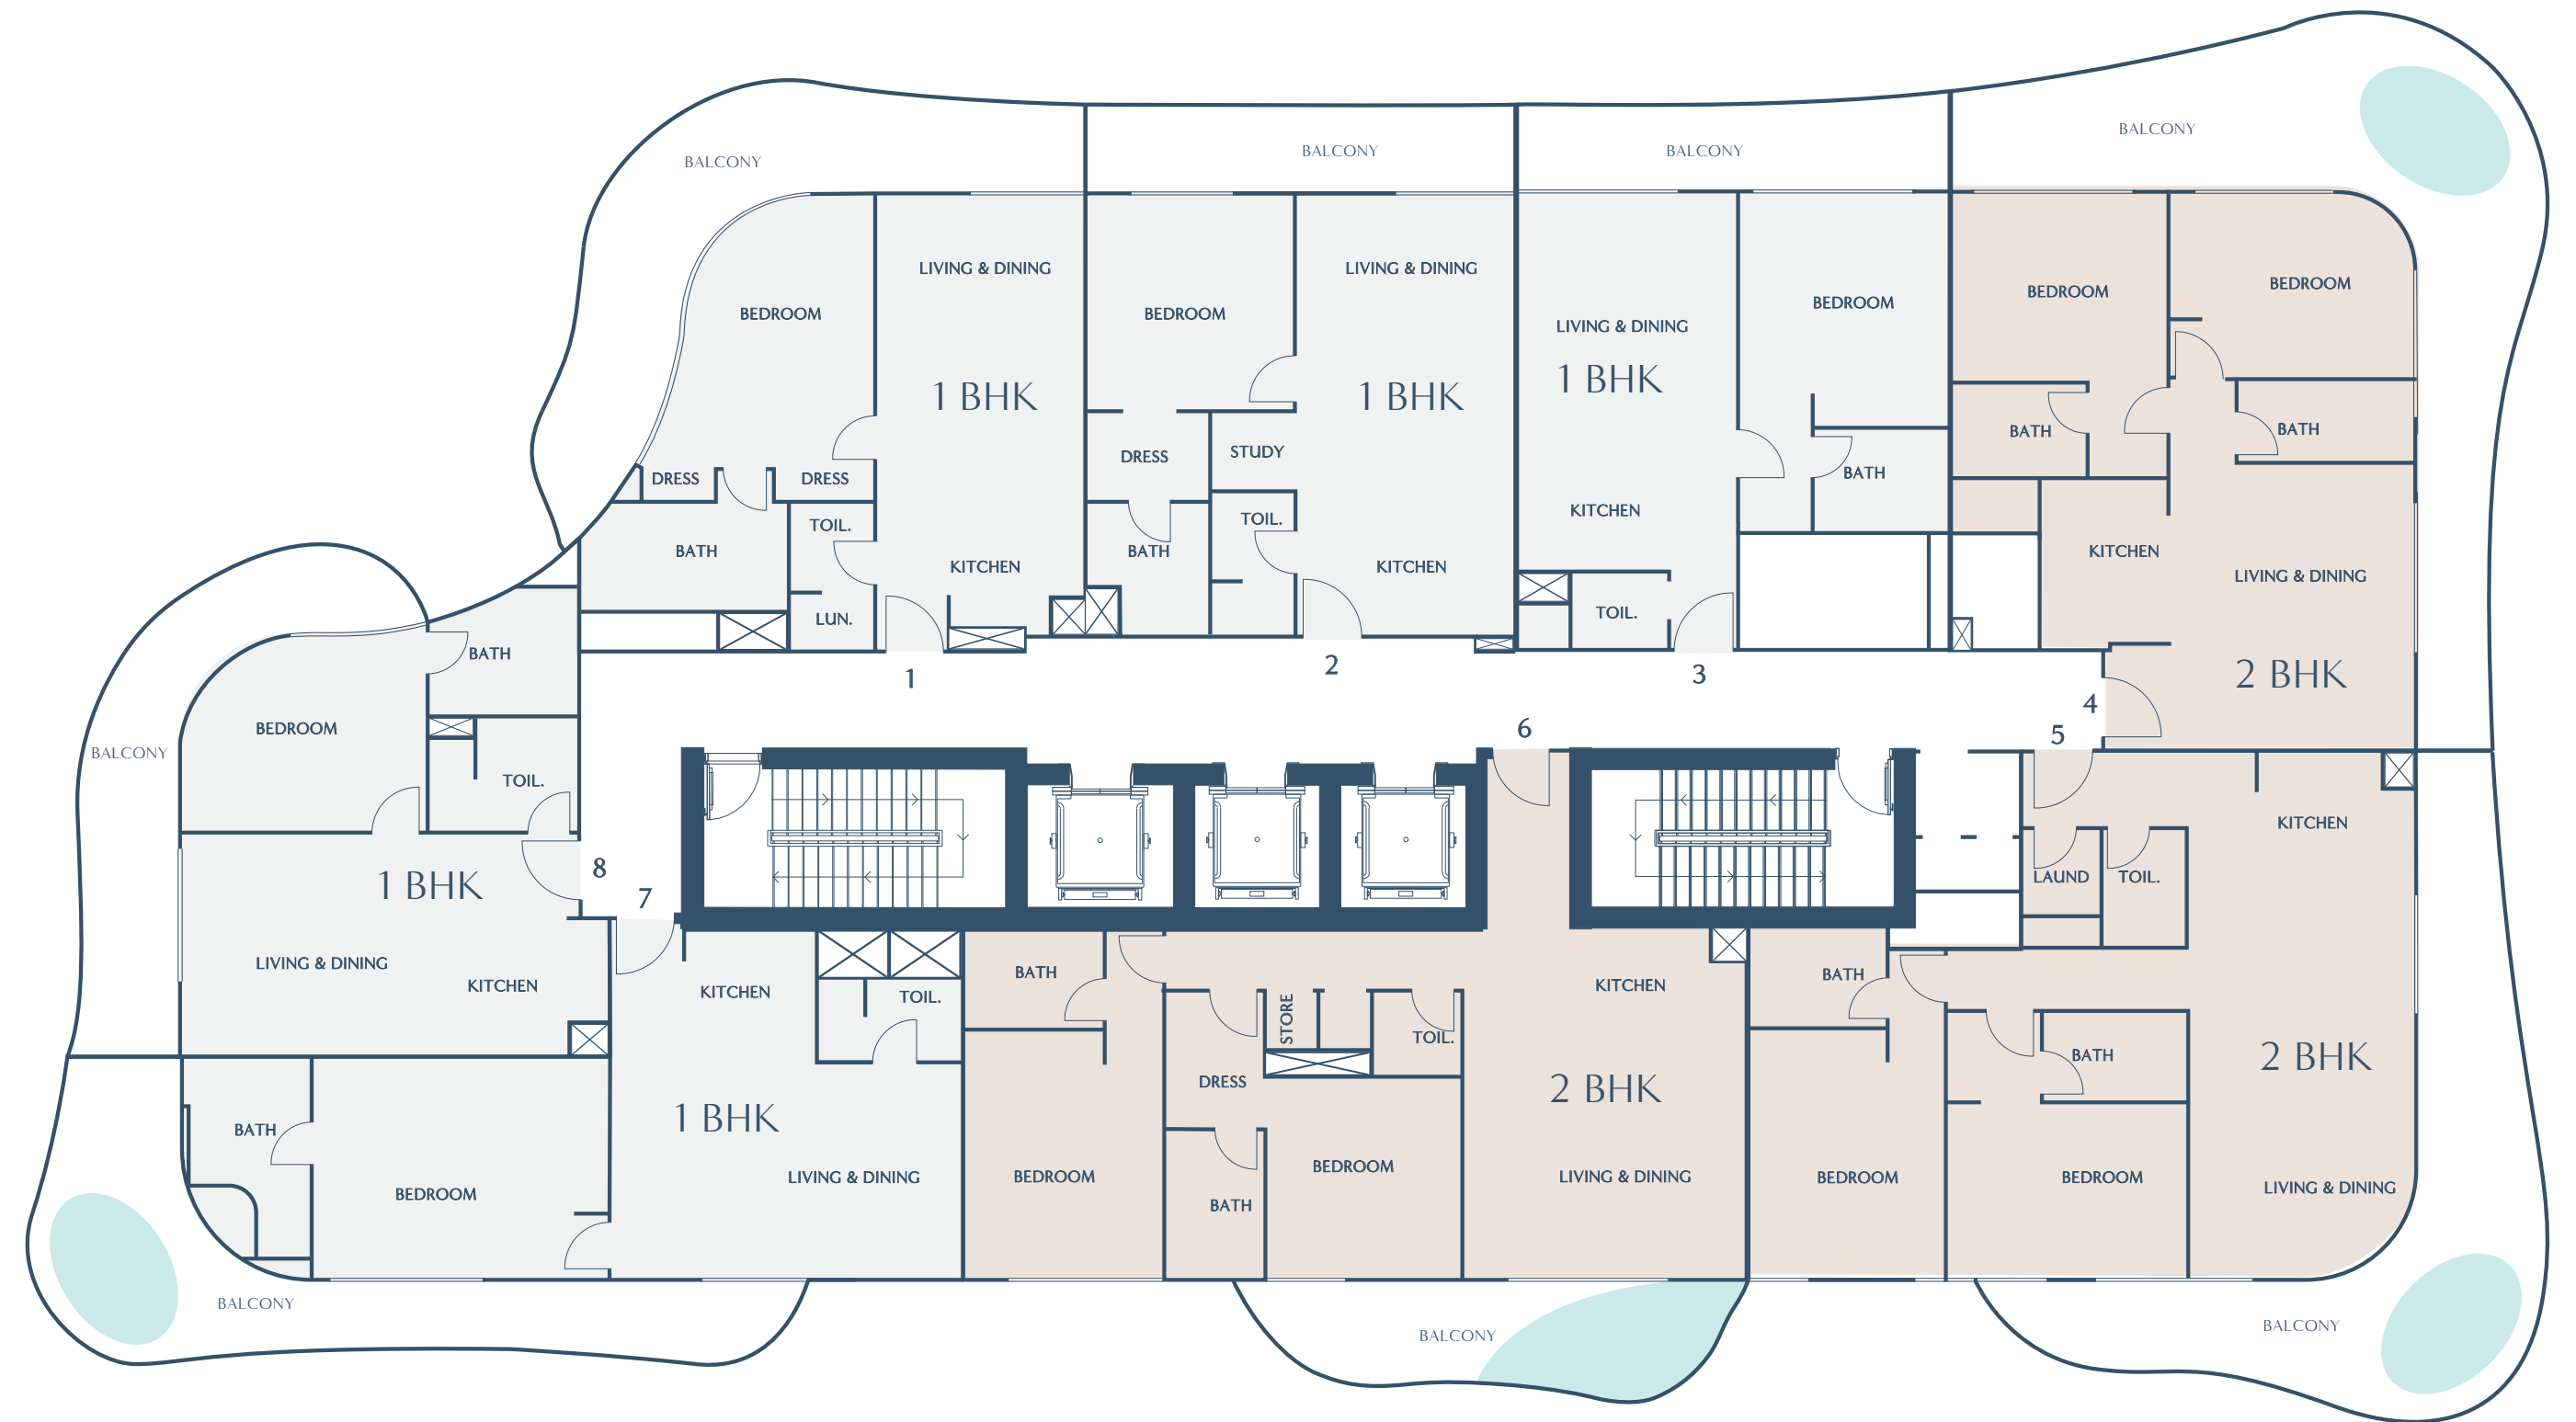 BALCONY
BALCONY
BALCONY
BALCONY
LIVING & DINING
BEDROOM
1 BHK
DRESS
DRESS
TOIL.
BATH
LUN.
KITCHEN
1
LIVING & DINING
BEDROOM
1 BHK
DRESS
STUDY
TOIL.
BATH
KITCHEN
2
LIVING & DINING
BEDROOM
1 BHK
BATH
KITCHEN
TOIL.
3
BEDROOM
BEDROOM
BATH
BATH
KITCHEN
LIVING & DINING
2 BHK
4
5
6
BATH
BEDROOM
BALCONY
TOIL.
8
7
1 BHK
LIVING & DINING
KITCHEN
KITCHEN
TOIL.
1 BHK
BATH
BEDROOM
LIVING & DINING
BALCONY
BATH
STORE
TOIL.
DRESS
BEDROOM
BEDROOM
BATH
KITCHEN
2 BHK
LIVING & DINING
BALCONY
KITCHEN
LAUND
TOIL.
BATH
BATH
2 BHK
BEDROOM
BEDROOM
LIVING & DINING
BALCONY